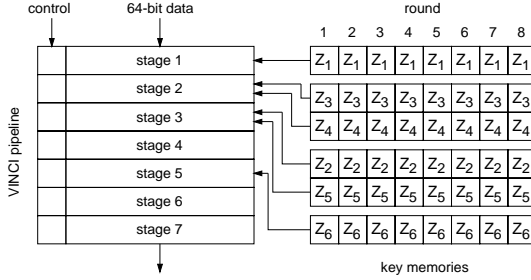 control 64-bit data round
1 2 3 4 5 6 7 8
stage 1 Z1 Z1 Z1 Z1 Z1 Z1 Z1 Z1
stage 2 Z3 Z3 Z3 Z3 Z3 Z3 Z3 Z3
Z4 Z4 Z4 Z4 Z4 Z4 Z4 Z4
stage 3
stage 4 Z2 Z2 Z2 Z2 Z2 Z2 Z2 Z2
stage 5 Z5 Z5 Z5 Z5 Z5 Z5 Z5 Z5
stage 6
stage 7 Z6 Z6 Z6 Z6 Z6 Z6 Z6 Z6
VINCI pipeline
key memories